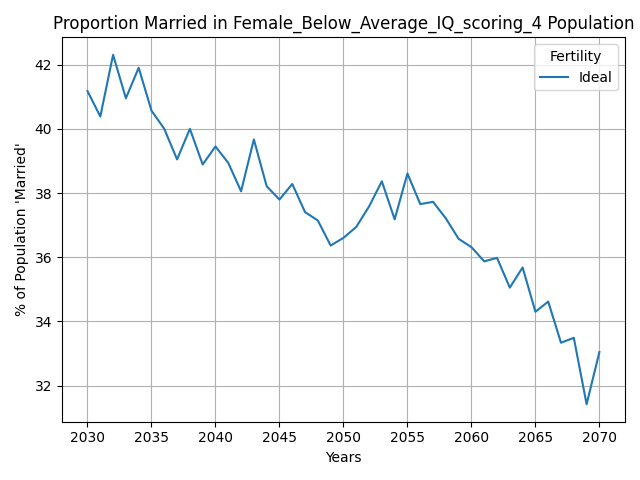 Proportion Married in Female_Below_Average_IQ_scoring_4 Population
Fertility
Ideal
% of Population 'Married'
42
40
38
36
34
32
2030 2035 2040 2045 2050 2055 2060 2065 2070
Years